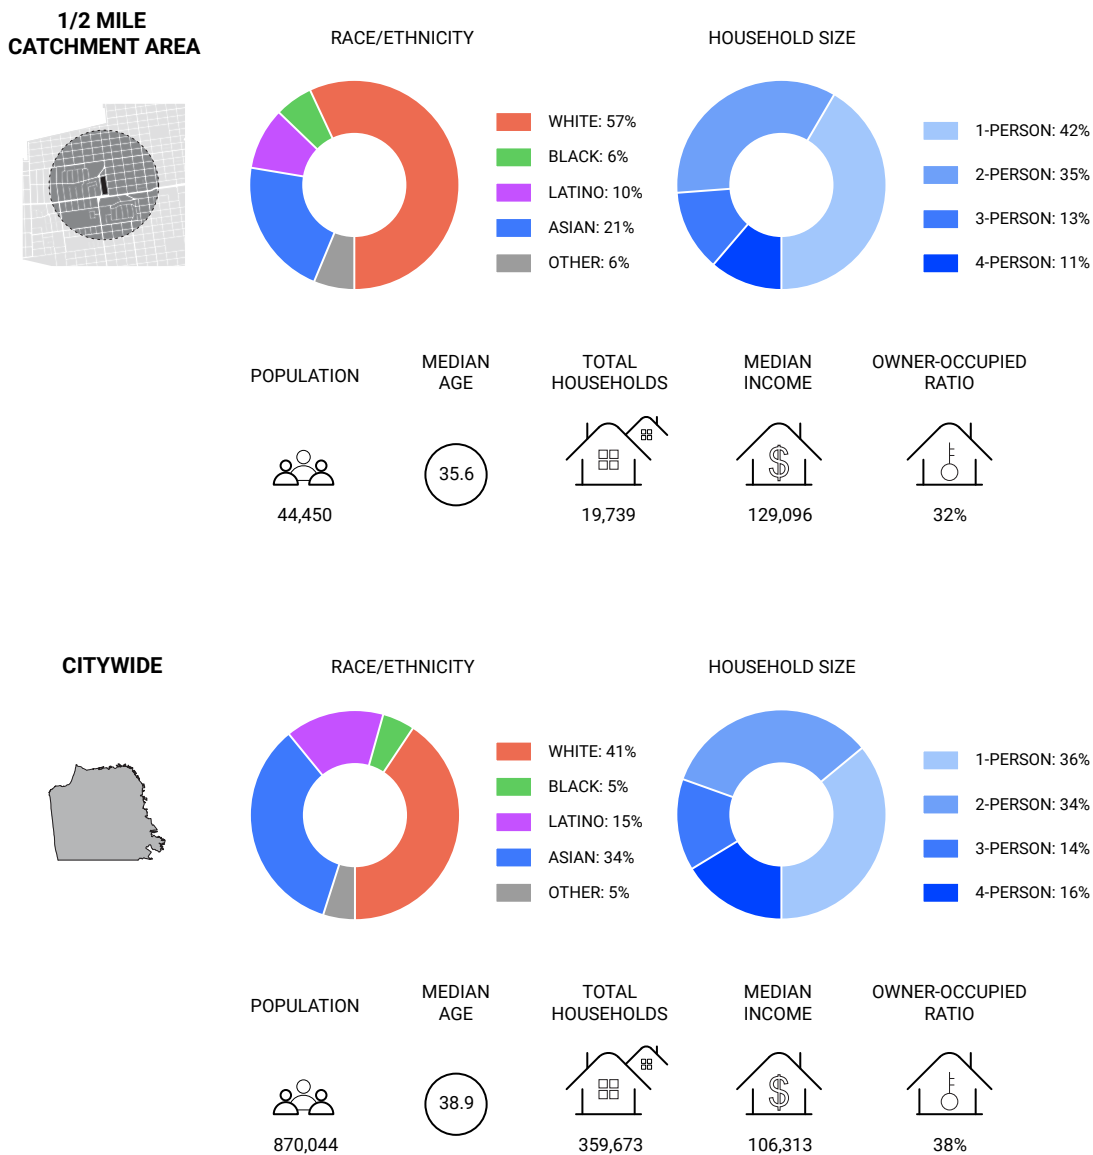 1/2 MILE
CATCHMENT AREA
RACE/ETHNICITY
HOUSEHOLD SIZE
WHITE: 57%
BLACK: 6%
LATINO: 10%
ASIAN: 21%
OTHER: 6%
1-PERSON: 42%
2-PERSON: 35%
3-PERSON: 13%
4-PERSON: 11%
POPULATION
MEDIAN
AGE
TOTAL
HOUSEHOLDS
MEDIAN
INCOME
OWNER-OCCUPIED
RATIO
$
44,450
35.6
19,739
129,096
32%
CITYWIDE
RACE/ETHNICITY
HOUSEHOLD SIZE
WHITE: 41%
BLACK: 5%
LATINO: 15%
ASIAN: 34%
OTHER: 5%
1-PERSON: 36%
2-PERSON: 34%
3-PERSON: 14%
4-PERSON: 16%
POPULATION
MEDIAN
AGE
TOTAL
HOUSEHOLDS
MEDIAN
INCOME
OWNER-OCCUPIED
RATIO
$
870,044
38.9
359,673
106,313
38%